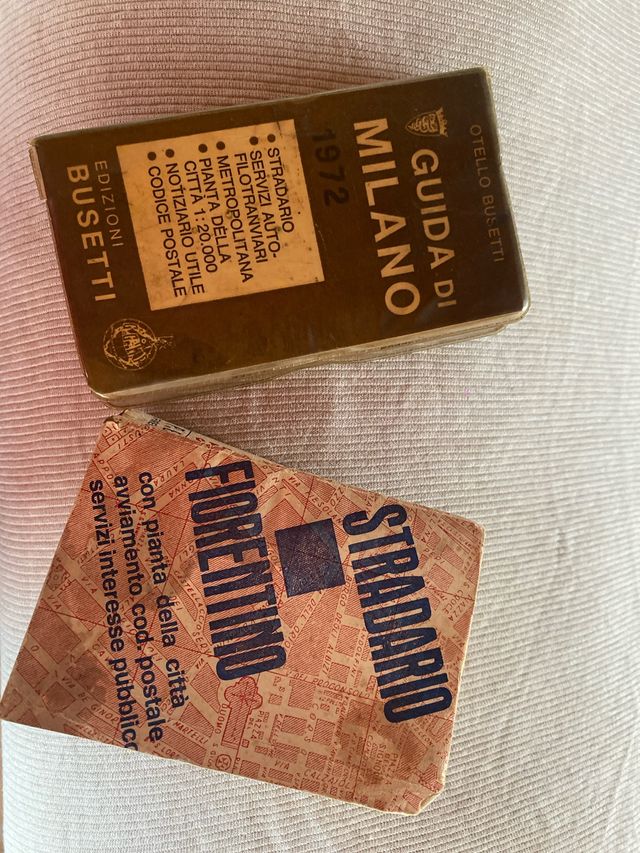 OTELLO BUSETTI
GUIDA DI
MILANO
1972
• STRADARIO
• SERVIZI AUTO-
FILOTRANVIARI
• METROPOLITANA
• PIANTA DELLA
CITTÀ 1:20.000
• NOTIZIARIO UTILE
• CODICE POSTALE
EDIZIONI
BUSETTI
STRADARIO
FIORENTINO
con pianta della città
avviamento cod. postale
servizi interesse pubblico